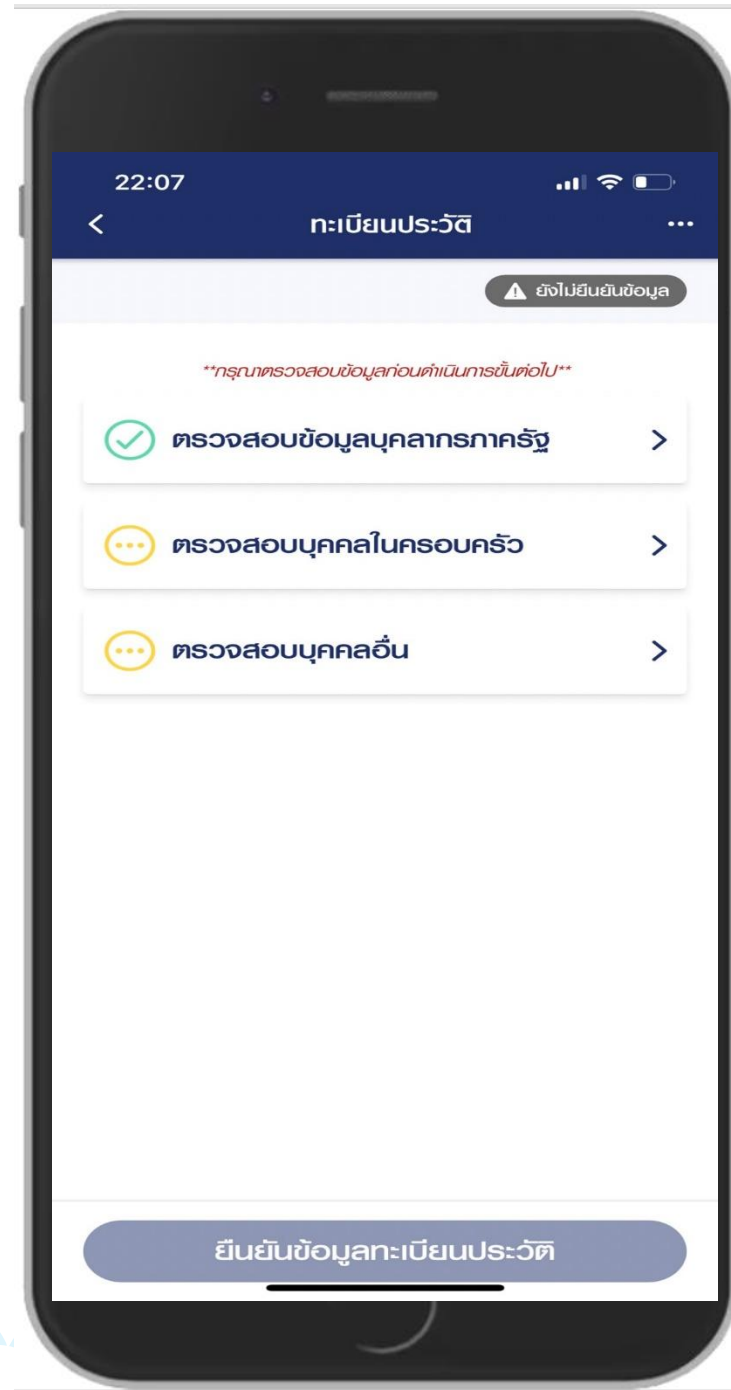 22:07
ทะเบียนประวัติ
ยังไม่ยืนยันข้อมูล
**กรุณาตรวจสอบข้อมูลก่อนดำเนินการขั้นต่อไป**
ตรวจสอบข้อมูลบุคลากรภาครัฐ
ตรวจสอบบุคคลในครอบครัว
ตรวจสอบบุคคลอื่น
ยืนยันข้อมูลทะเบียนประวัติ